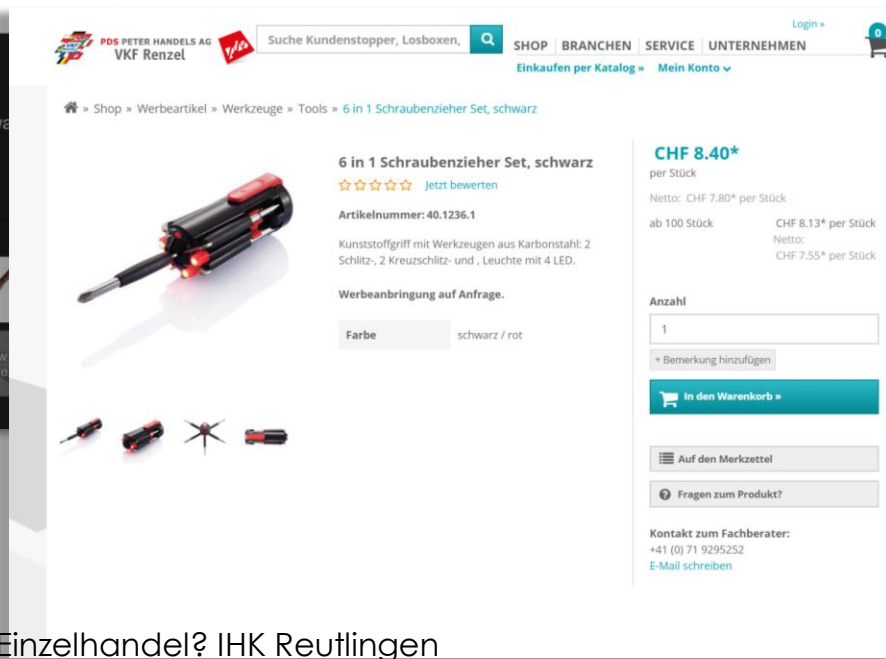 Login »
PDS PETER HANDELS AG
VKF Renzel
Suche Kundenstopper, Losboxen,
0
SHOP BRANCHEN SERVICE UNTERNEHMEN
Einkaufen per Katalog » Mein Konto
» Shop » Werbeartikel » Werkzeuge » Tools » 6 in 1 Schraubenzieher Set, schwarz
6 in 1 Schraubenzieher Set, schwarz
Jetzt bewerten
Artikelnummer: 40.1236.1
Kunststoffgriff mit Werkzeugen aus Karbonstahl: 2
Schlitz-, 2 Kreuzschlitz- und , Leuchte mit 4 LED.
Werbeanbringung auf Anfrage.
Farbe schwarz / rot
CHF 8.40*
per Stück
Netto: CHF 7.80* per Stück
ab 100 Stück CHF 8.13* per Stück
Netto:
CHF 7.55* per Stück
Anzahl
1
+ Bemerkung hinzufügen
In den Warenkorb »
Auf den Merkzettel
Fragen zum Produkt?
Kontakt zum Fachberater:
+41 (0) 71 9295252
E-Mail schreiben
Einzelhandel? IHK Reutlingen